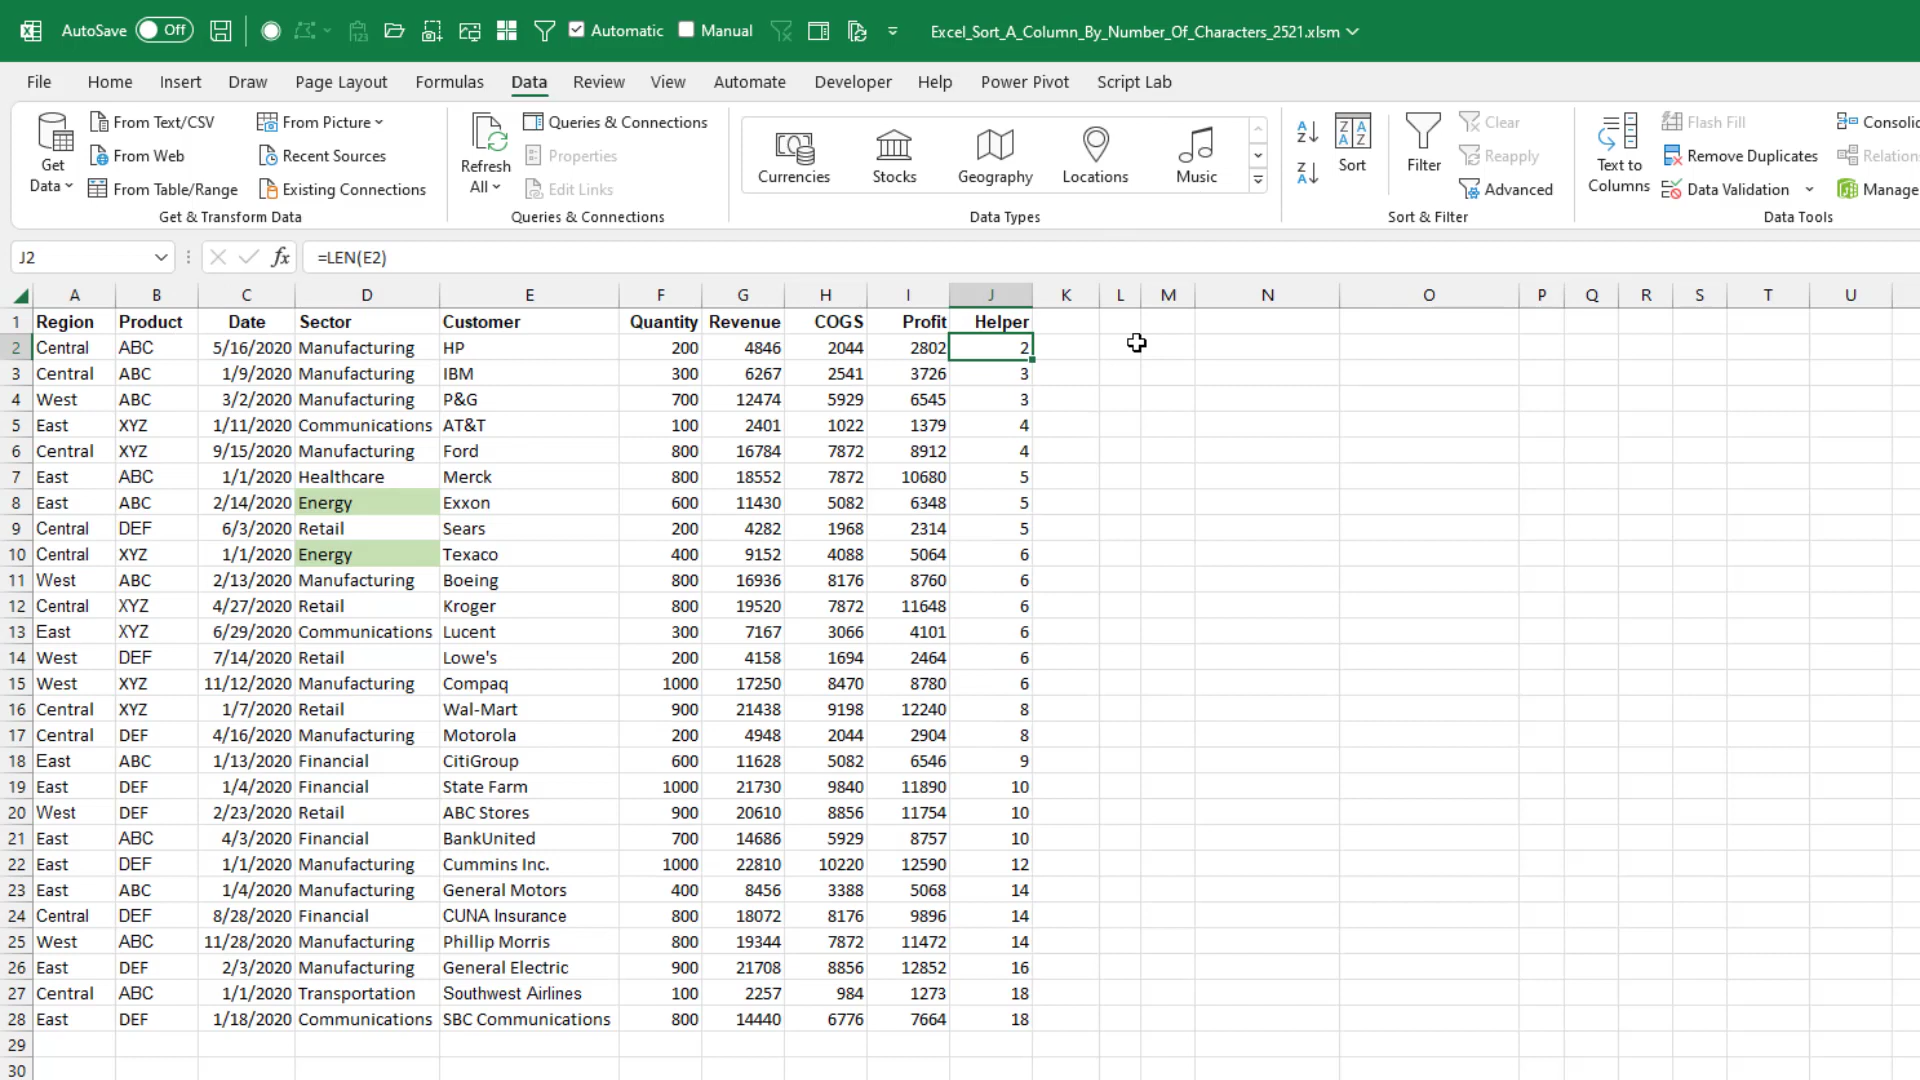 AutoSave Off Automatic Manual Excel_Sort_A_Column_By_Number_Of_Characters_2521.xlsm
File Home Insert Draw Page Layout Formulas Data Review View Automate Developer Help Power Pivot Script Lab
Get Data From Text/CSV From Web From Table/Range From Picture Recent Sources Existing Connections
Get & Transform Data
Refresh All Queries & Connections Properties Edit Links
Queries & Connections
Currencies Stocks Geography Locations Music
Data Types
Sort Filter Clear Reapply Advanced
Sort & Filter
Text to Columns Flash Fill Remove Duplicates Data Validation Consolic Relation Manage
Data Tools
J2 fx =LEN(E2)
A B C D E F G H I J K L M N O P Q R S T U
1 Region Product Date Sector Customer Quantity Revenue COGS Profit Helper
2 Central ABC 5/16/2020 Manufacturing HP 200 4846 2044 2802 2
3 Central ABC 1/9/2020 Manufacturing IBM 300 6267 2541 3726 3
4 West ABC 3/2/2020 Manufacturing P&G 700 12474 5929 6545 3
5 East XYZ 1/11/2020 Communications AT&T 100 2401 1022 1379 4
6 Central XYZ 9/15/2020 Manufacturing Ford 800 16784 7872 8912 4
7 East ABC 1/1/2020 Healthcare Merck 800 18552 7872 10680 5
8 East ABC 2/14/2020 Energy Exxon 600 11430 5082 6348 5
9 Central DEF 6/3/2020 Retail Sears 200 4282 1968 2314 5
10 Central XYZ 1/1/2020 Energy Texaco 400 9152 4088 5064 6
11 West ABC 2/13/2020 Manufacturing Boeing 800 16936 8176 8760 6
12 Central XYZ 4/27/2020 Retail Kroger 800 19520 7872 11648 6
13 East XYZ 6/29/2020 Communications Lucent 300 7167 3066 4101 6
14 West DEF 7/14/2020 Retail Lowe's 200 4158 1694 2464 6
15 West XYZ 11/12/2020 Manufacturing Compaq 1000 17250 8470 8780 6
16 Central XYZ 1/7/2020 Retail Wal-Mart 900 21438 9198 12240 8
17 Central DEF 4/16/2020 Manufacturing Motorola 200 4948 2044 2904 8
18 East ABC 1/13/2020 Financial CitiGroup 600 11628 5082 6546 9
19 East DEF 1/4/2020 Financial State Farm 1000 21730 9840 11890 10
20 West DEF 2/23/2020 Retail ABC Stores 900 20610 8856 11754 10
21 East ABC 4/3/2020 Financial BankUnited 700 14686 5929 8757 10
22 East DEF 1/1/2020 Manufacturing Cummins Inc. 1000 22810 10220 12590 12
23 East ABC 1/4/2020 Manufacturing General Motors 400 8456 3388 5068 14
24 Central DEF 8/28/2020 Financial CUNA Insurance 800 18072 8176 9896 14
25 West ABC 11/28/2020 Manufacturing Phillip Morris 800 19344 7872 11472 14
26 East DEF 2/3/2020 Manufacturing General Electric 900 21708 8856 12852 16
27 Central ABC 1/1/2020 Transportation Southwest Airlines 100 2257 984 1273 18
28 East DEF 1/18/2020 Communications SBC Communications 800 14440 6776 7664 18
29
30